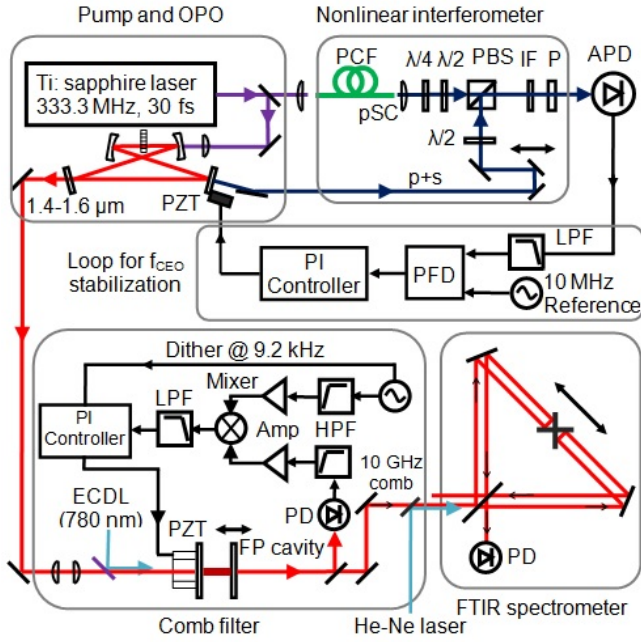 Pump and OPO
Nonlinear interferometer
Ti: sapphire laser
333.3 MHz, 30 fs
PCF
pSC
λ/4 λ/2 PBS IF P
APD
λ/2
1.4-1.6 μm
PZT
p+s
Loop for fCEO
stabilization
PI
Controller
PFD
LPF
10 MHz
Reference
Dither @ 9.2 kHz
Mixer
LPF
PI
Controller
Amp
HPF
10 GHz
comb
ECDL
(780 nm)
PZT
PD
FP cavity
PD
Comb filter
He-Ne laser
FTIR spectrometer